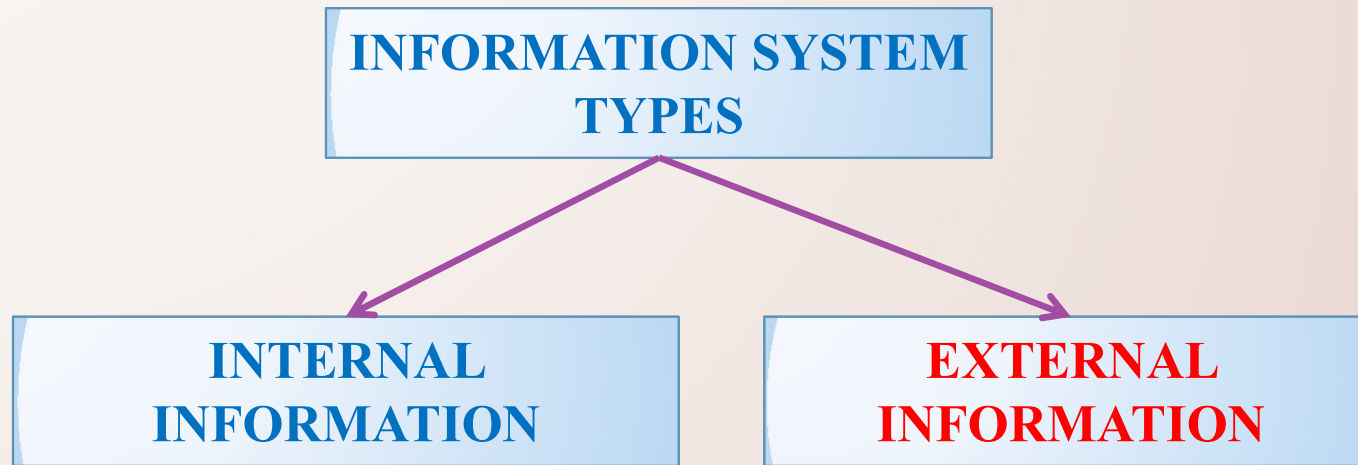 INFORMATION SYSTEM
TYPES
INTERNAL
INFORMATION
EXTERNAL
INFORMATION